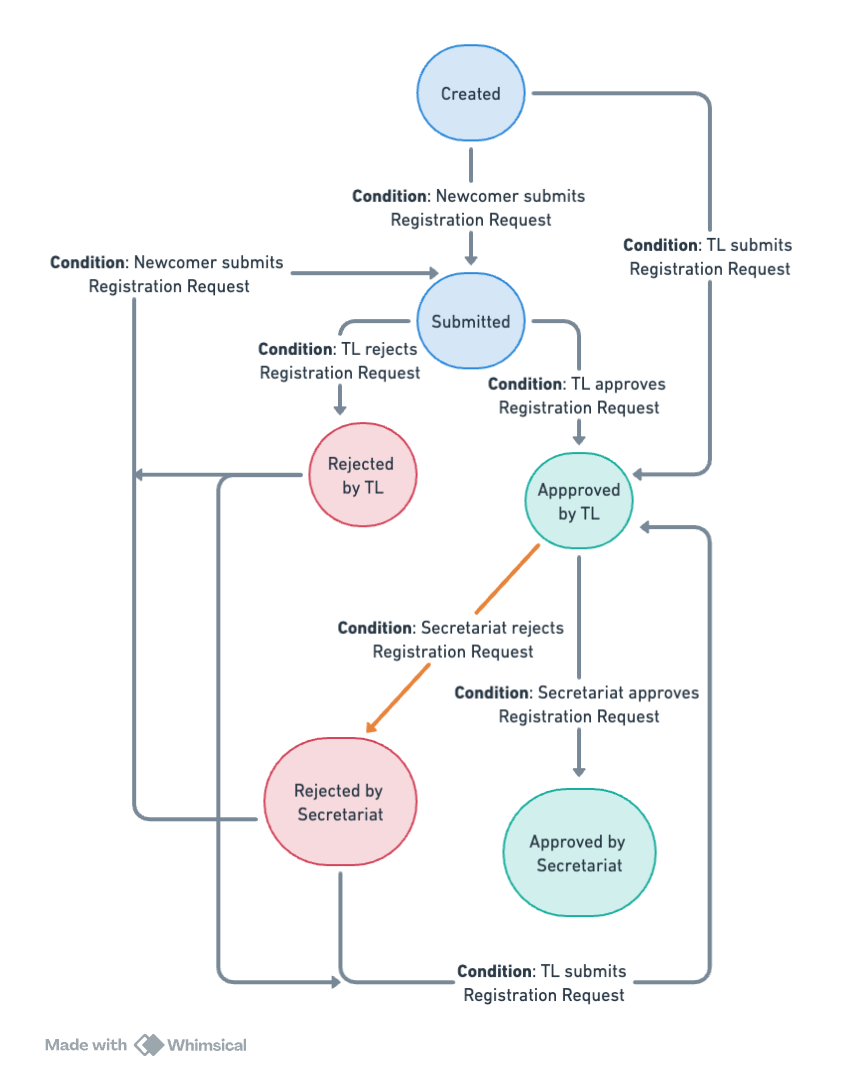 Created
Condition: Newcomer submits
Registration Request
Condition: TL submits
Registration Request
Condition: Newcomer submits
Registration Request
Submitted
Condition: TL rejects
Registration Request
Condition: TL approves
Registration Request
Rejected
by TL
Appproved
by TL
Condition: Secretariat rejects
Registration Request
Condition: Secretariat approves
Registration Request
Rejected by
Secretariat
Approved by
Secretariat
Condition: TL submits
Registration Request
Made with Whimsical